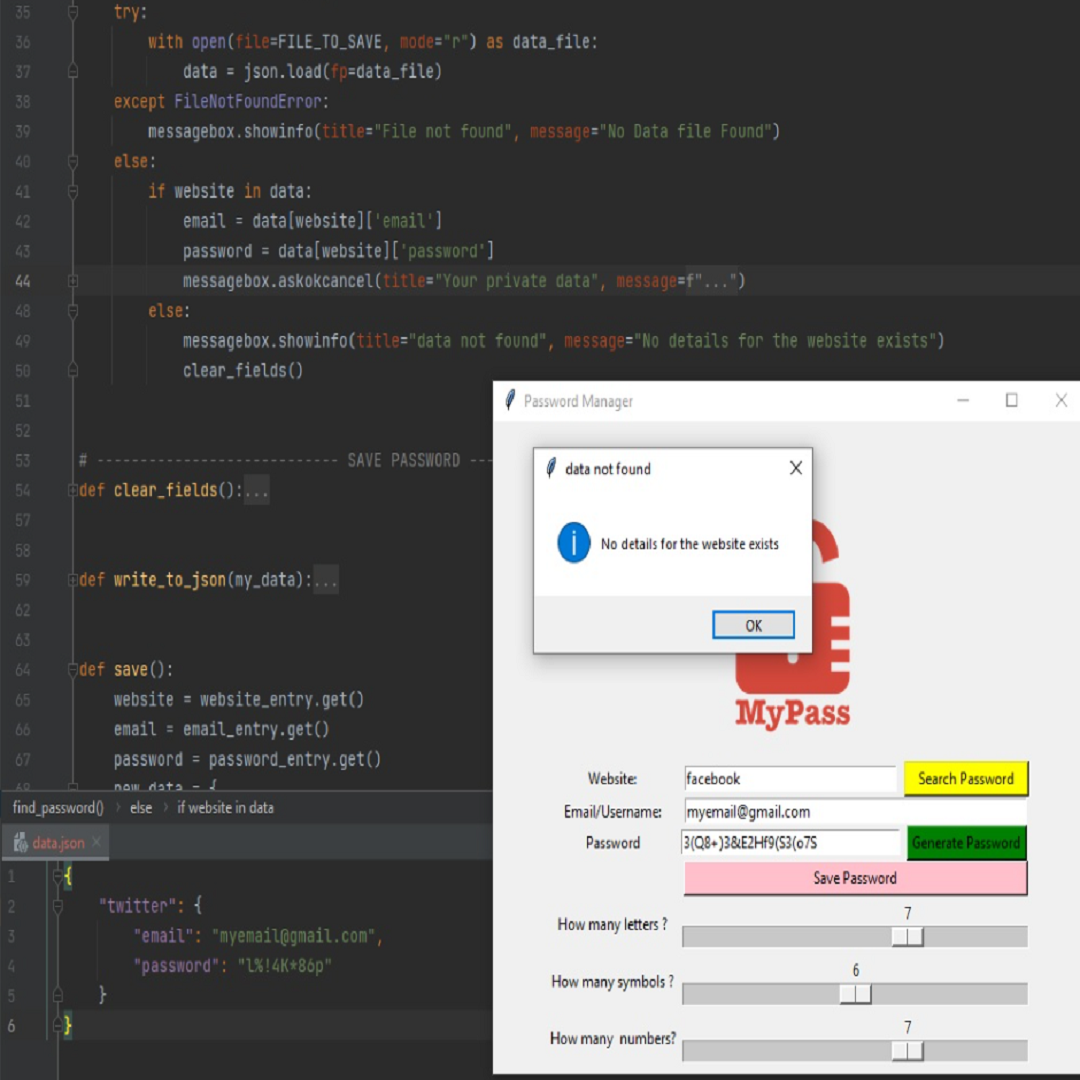 35 try:
36 with open(file=FILE_TO_SAVE, mode="r") as data_file:
37 data = json.load(fp=data_file)
38 except FileNotFoundError:
39 messagebox.showinfo(title="File not found", message="No Data file Found")
40 else:
41 if website in data:
42 email = data[website]['email']
43 password = data[website]['password']
44 messagebox.askokcancel(title="Your private data", message=f"...")
48 else:
49 messagebox.showinfo(title="data not found", message="No details for the website exists")
50 clear_fields()
51
52
53 # ---------------------------- SAVE PASSWORD ---
54 def clear_fields():...
57
58
59 def write_to_json(my_data):...
62
63
64 def save():
65 website = website_entry.get()
66 email = email_entry.get()
67 password = password_entry.get()
68 new_data = {
find_password() › else › if website in data
data.json
1 {
2 "twitter": {
3 "email": "myemail@gmail.com",
4 "password": "l%!4K*86p"
5 }
6 }
Password Manager
data not found
No details for the website exists
OK
MyPass
Website: facebook Search Password
Email/Username: myemail@gmail.com
Password 3(Q8+)3&E2Hf9(S3(o7S Generate Password
Save Password
How many letters ? 7
How many symbols ? 6
How many numbers? 7